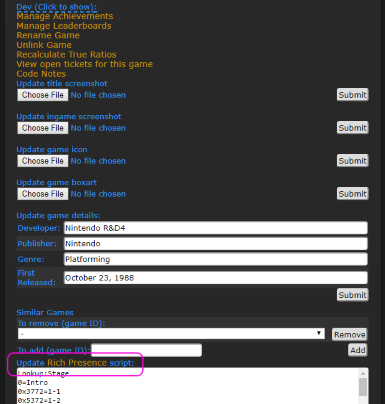 Dev (Click to show):
Manage Achievements
Manage Leaderboards
Rename Game
Unlink Game
Recalculate True Ratios
View open tickets for this game
Code Notes
Update title screenshot
Choose File No file chosen Submit
Update ingame screenshot
Choose File No file chosen Submit
Update game icon
Choose File No file chosen Submit
Update game boxart
Choose File No file chosen Submit
Update game details:
Developer: Nintendo R&D4
Publisher: Nintendo
Genre: Platforming
First Released: October 23, 1988
Submit
Similar Games
To remove (game ID):
- Remove
To add (game ID): Add
Update Rich Presence script:
Lookup:Stage
0=Intro
0x3772=1-1
0x5372=1-2